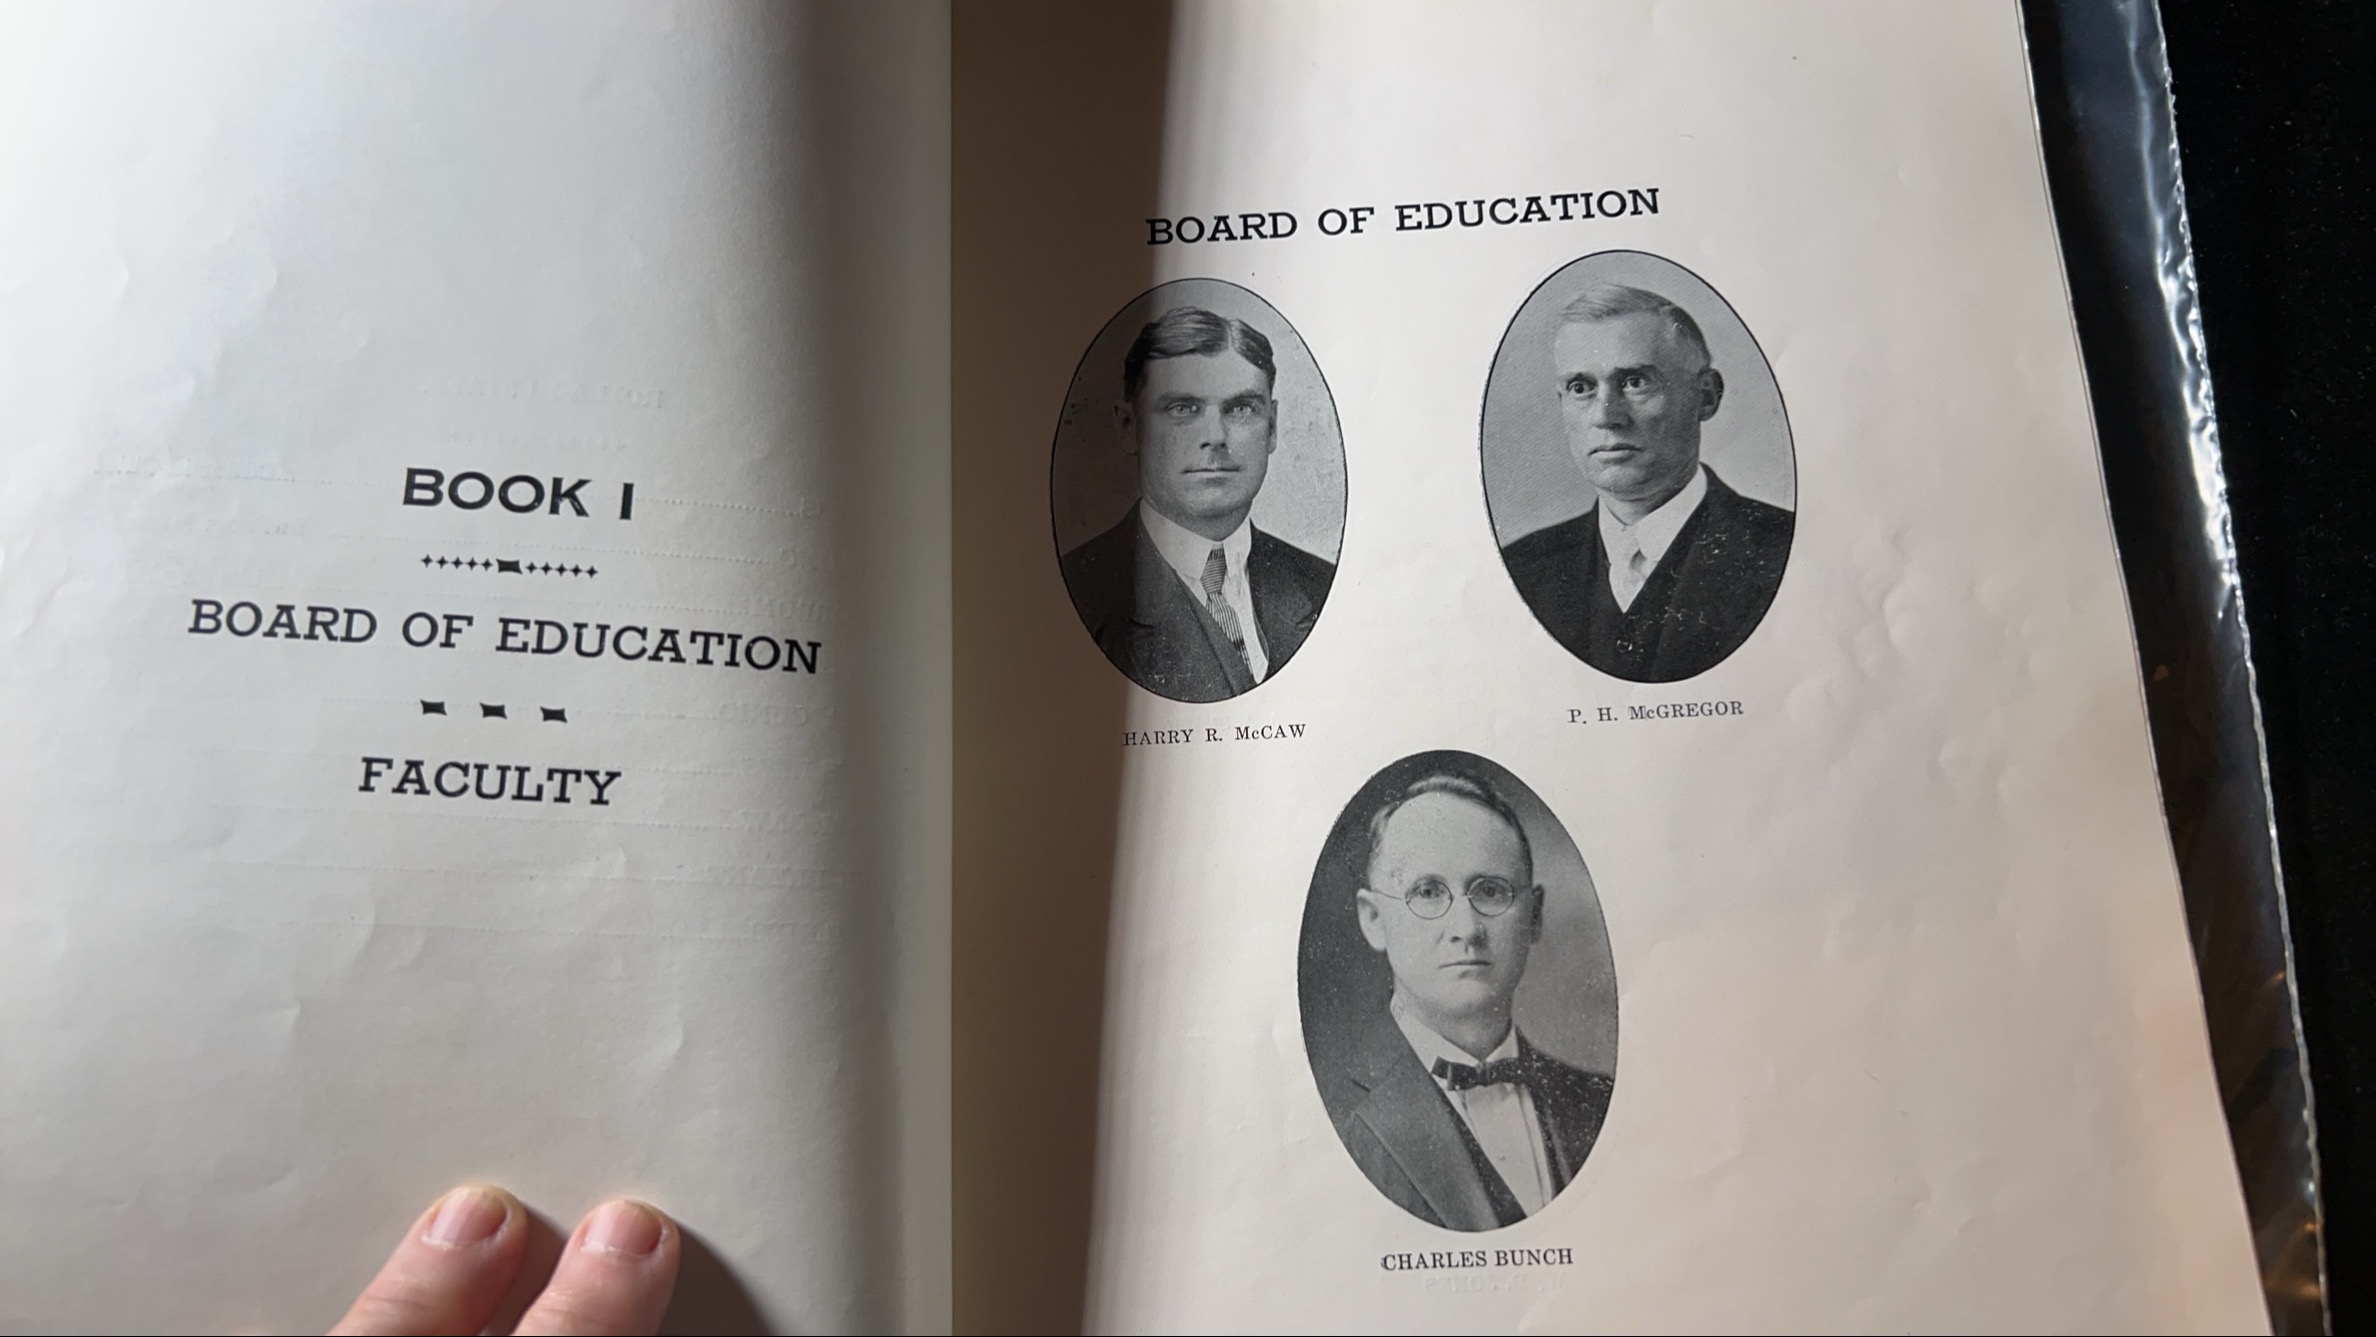 BOOK I
BOARD OF EDUCATION
FACULTY
BOARD OF EDUCATION
HARRY R. McCAW
P. H. McGREGOR
CHARLES BUNCH